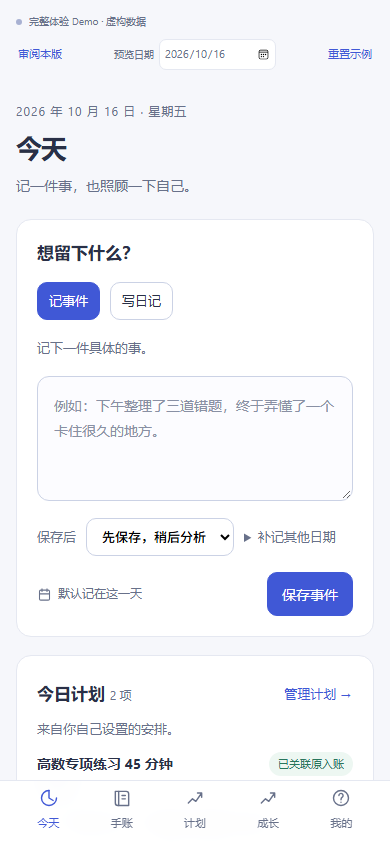 完整体验 Demo · 虚构数据
审阅本版 预览日期 2026/10/16 重置示例
2026 年 10 月 16 日 · 星期五
今天
记一件事，也照顾一下自己。
想留下什么？
记事件 写日记
记下一件具体的事。
例如：下午整理了三道错题，终于弄懂了一个
卡住很久的地方。
保存后 先保存，稍后分析 ▶ 补记其他日期
默认记在这一天 保存事件
今日计划 2 项 管理计划 →
来自你自己设置的安排。
高数专项练习 45 分钟 已关联原入账
今天 手账 计划 成长 我的